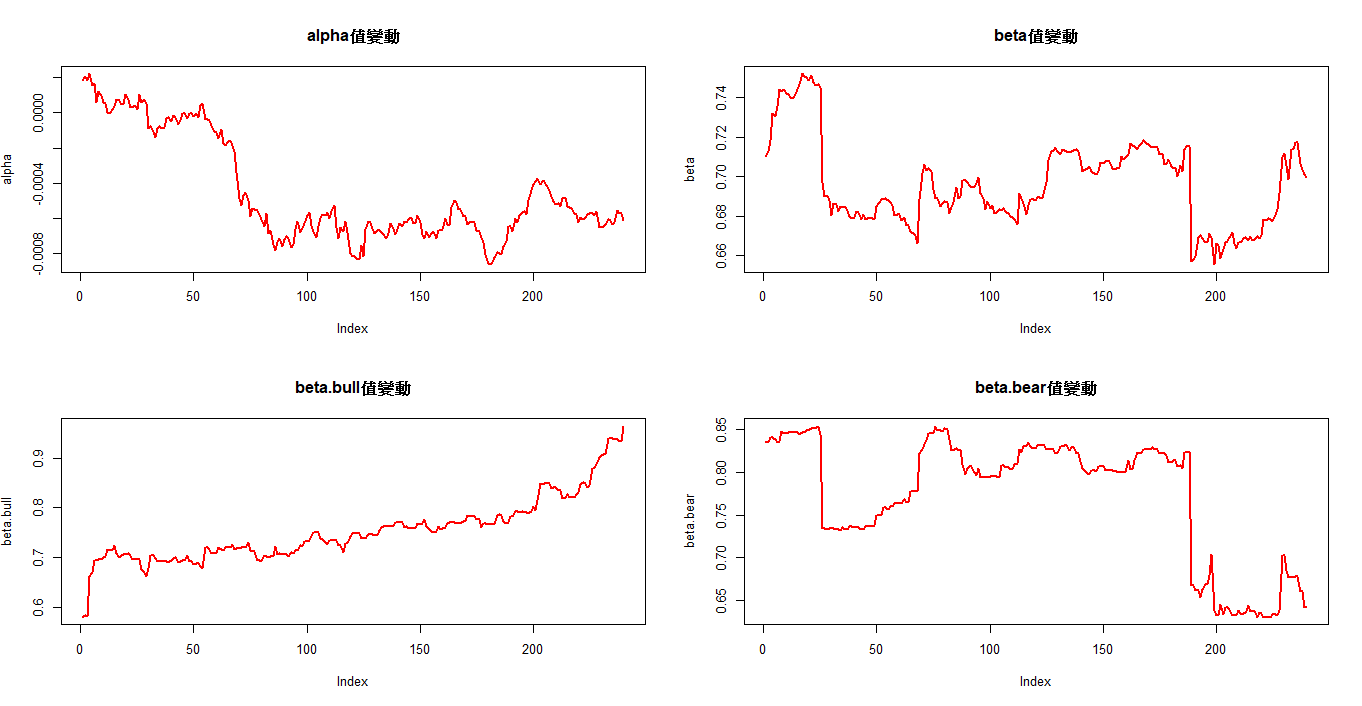 alpha值變動
alpha
0.0000
-0.0004
-0.0008
0 50 100 150 200
Index
beta值變動
beta
0.74
0.72
0.70
0.68
0.66
0 50 100 150 200
Index
beta.bull值變動
beta.bull
0.9
0.8
0.7
0.6
0 50 100 150 200
Index
beta.bear值變動
beta.bear
0.85
0.80
0.75
0.70
0.65
0 50 100 150 200
Index